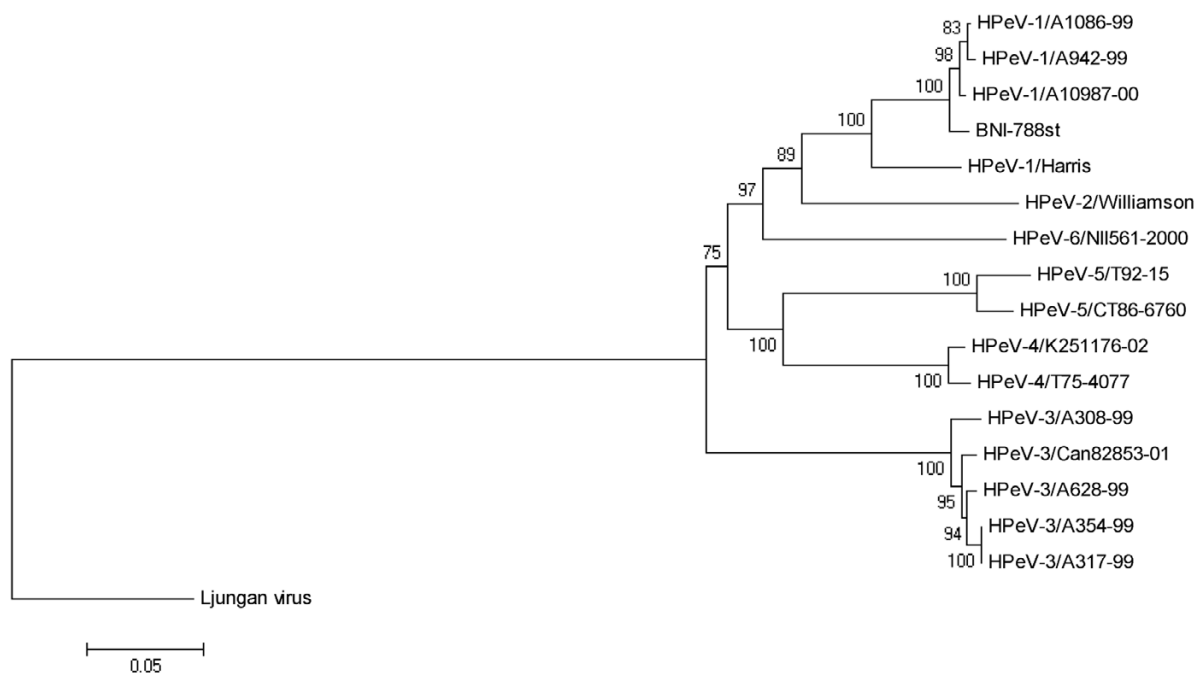 HPeV-1/A1086-99
83
HPeV-1/A942-99
98
100
HPeV-1/A10987-00
BNI-788st
100
HPeV-1/Harris
89
97
HPeV-2/Williamson
HPeV-6/NII561-2000
75
HPeV-5/T92-15
100
HPeV-5/CT86-6760
100
HPeV-4/K251176-02
100
HPeV-4/T75-4077
HPeV-3/A308-99
HPeV-3/Can82853-01
100
HPeV-3/A628-99
95
HPeV-3/A354-99
94
100
HPeV-3/A317-99
Ljungan virus
0.05